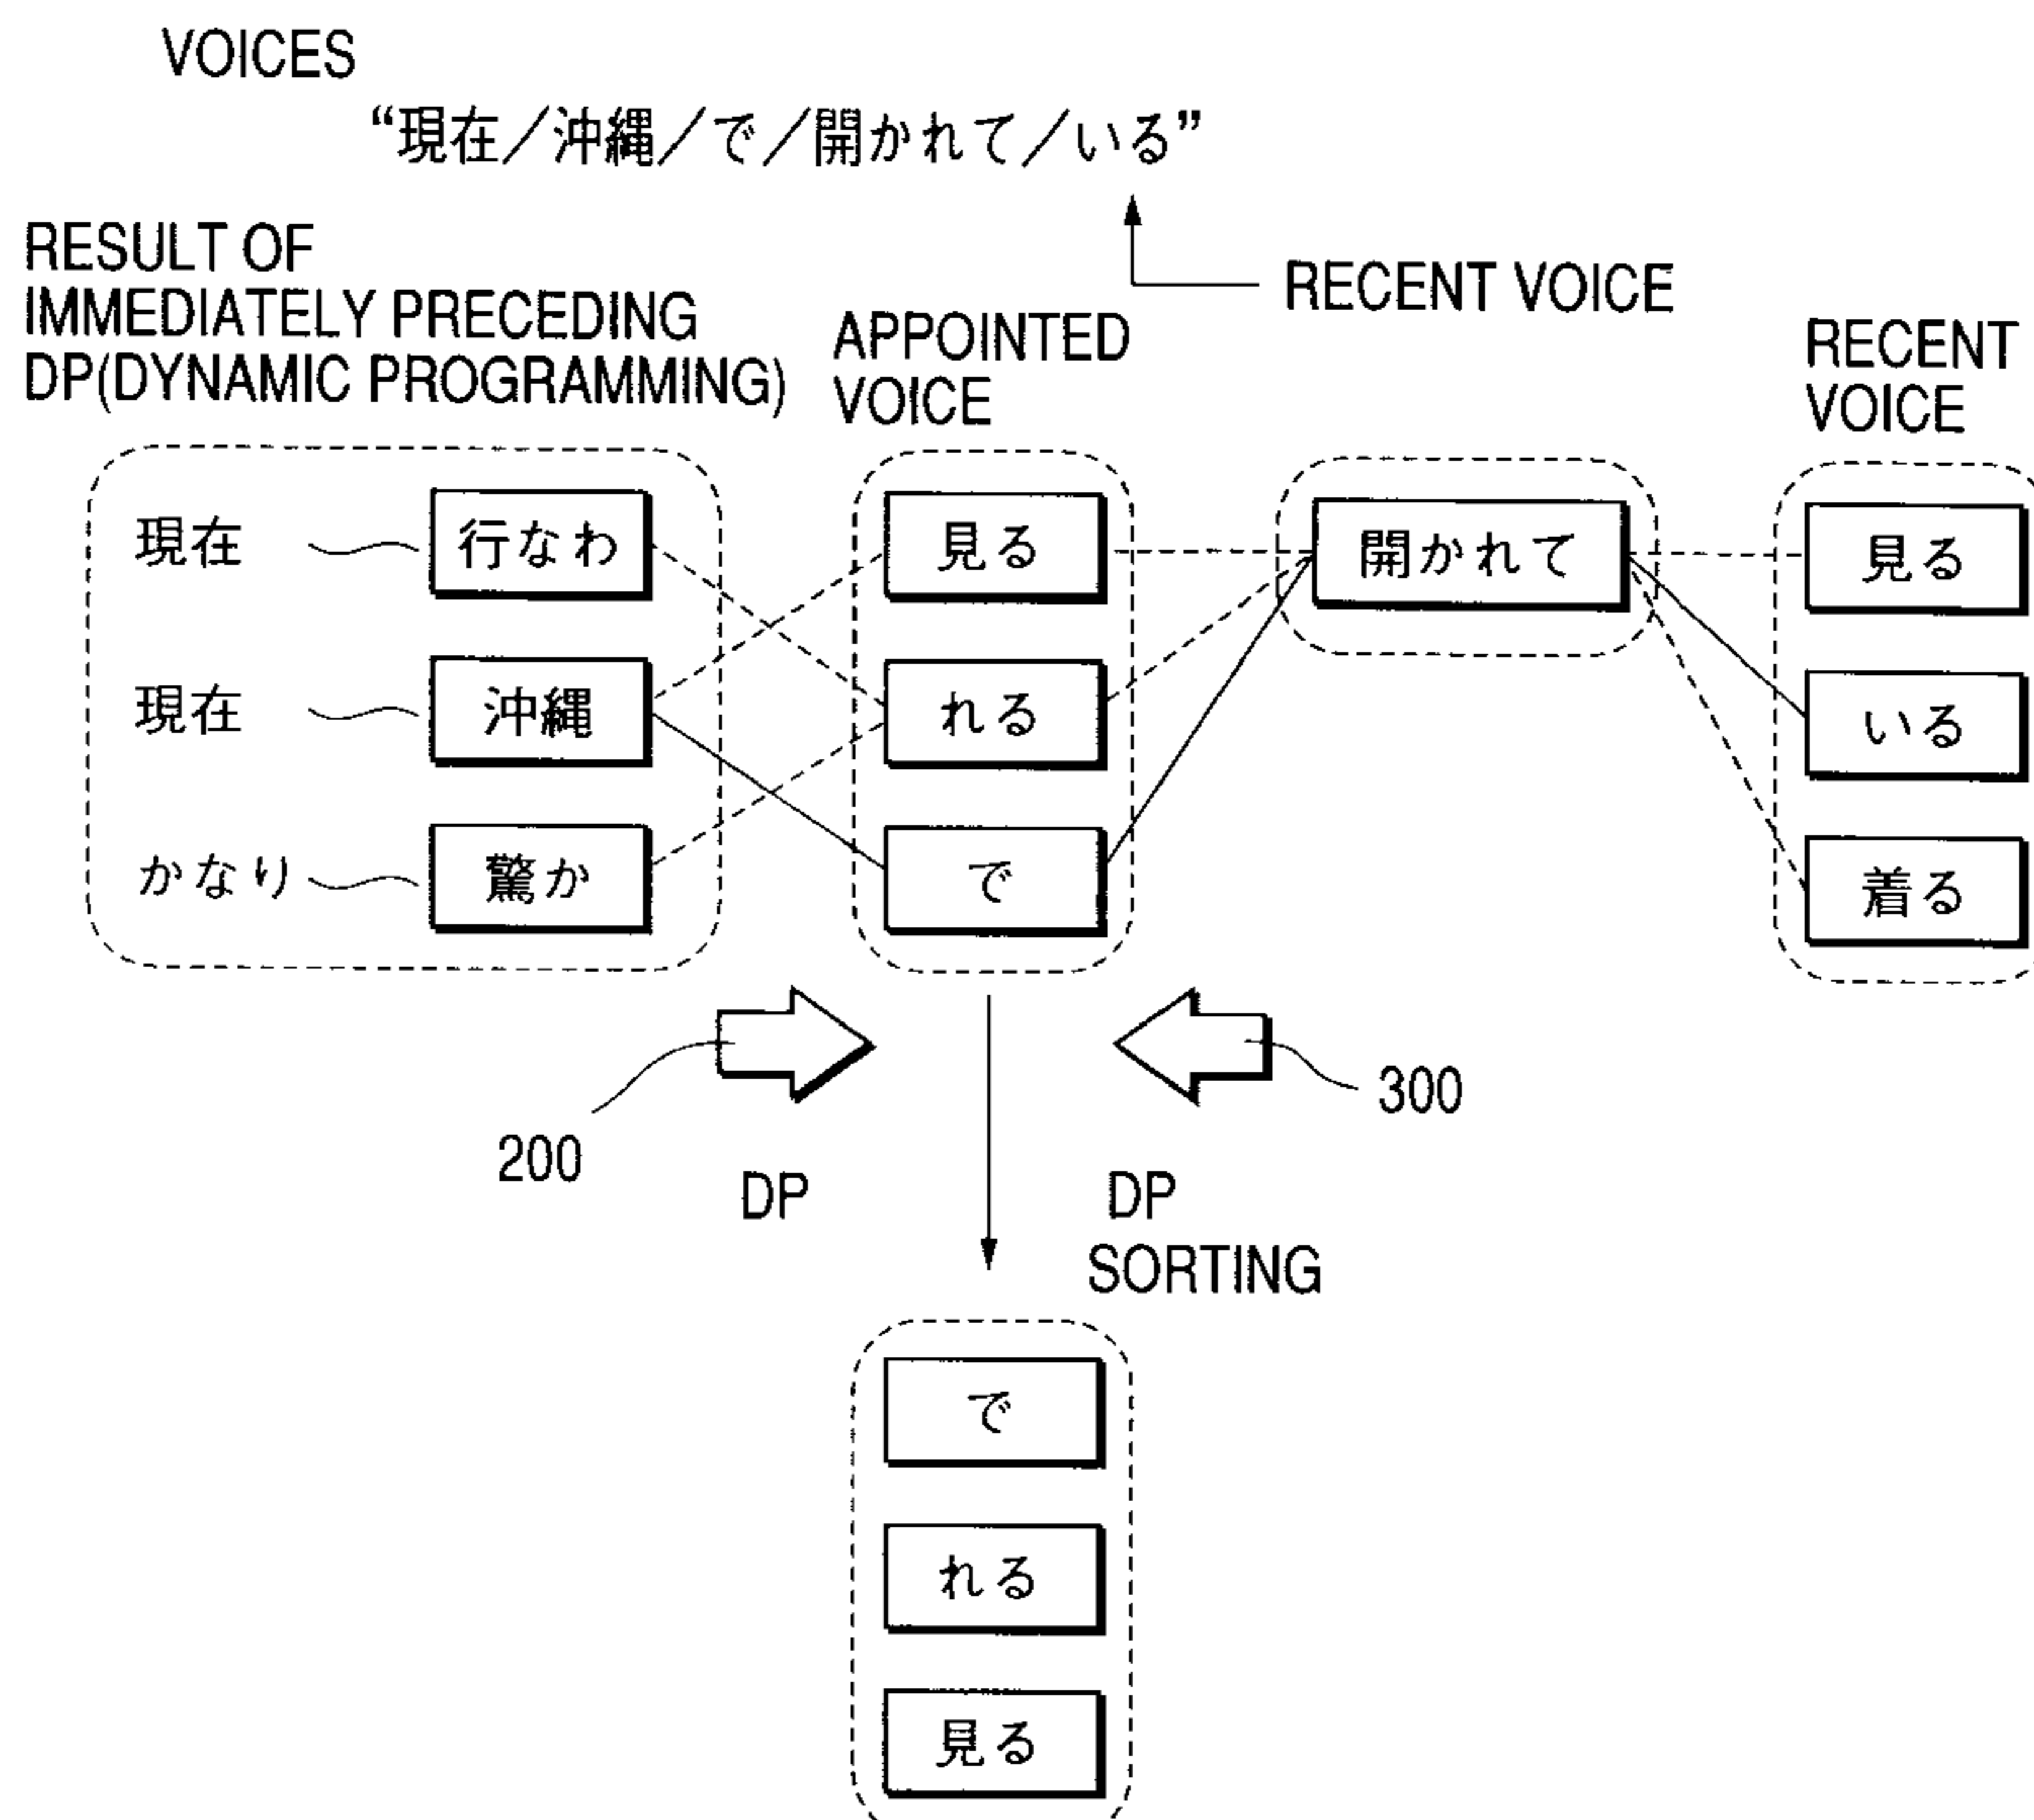 VOICES
“現在／沖縄／で／開かれて／いる”
RECENT VOICE
RESULT OF
IMMEDIATELY PRECEDING
DP(DYNAMIC PROGRAMMING)
APPOINTED
VOICE
RECENT
VOICE
現在 行なわ 見る 開かれて 見る
現在 沖縄 れる いる
かなり 驚か で 着る
200
300
DP
DP
SORTING
で
れる
見る